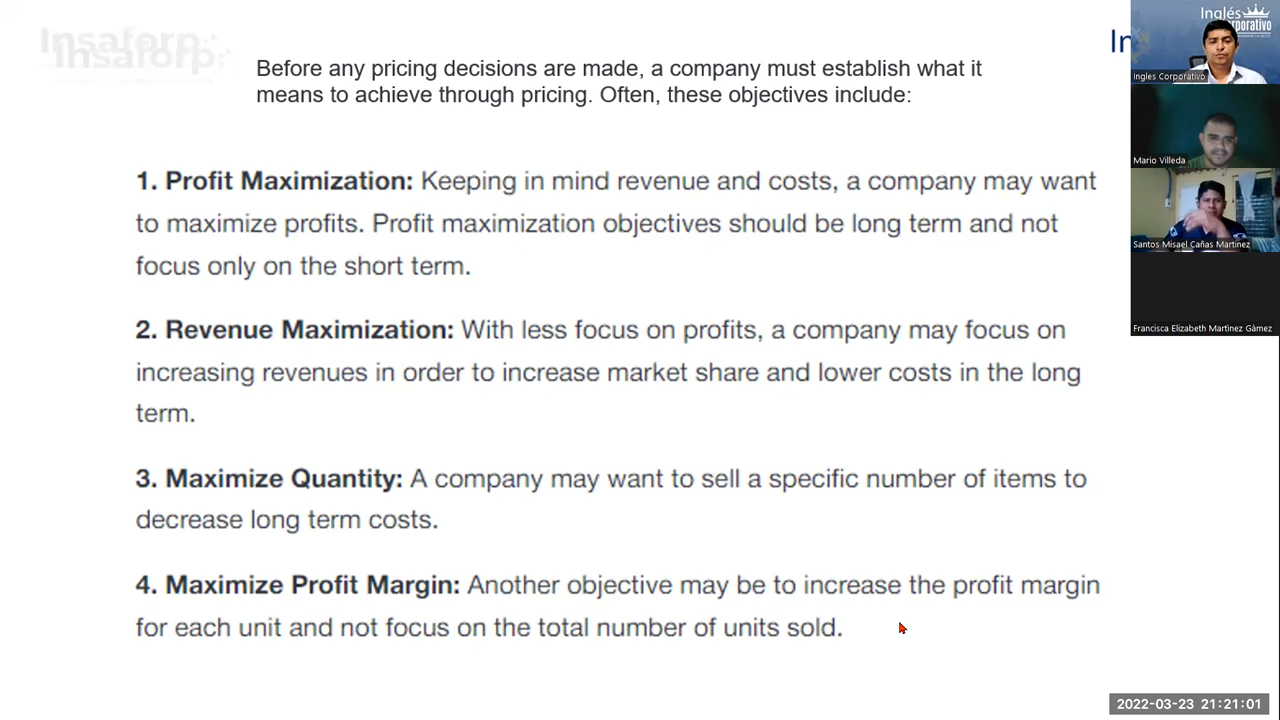 Insaforp
Before any pricing decisions are made, a company must establish what it
means to achieve through pricing. Often, these objectives include:
1. Profit Maximization: Keeping in mind revenue and costs, a company may want
to maximize profits. Profit maximization objectives should be long term and not
focus only on the short term.
2. Revenue Maximization: With less focus on profits, a company may focus on
increasing revenues in order to increase market share and lower costs in the long
term.
3. Maximize Quantity: A company may want to sell a specific number of items to
decrease long term costs.
4. Maximize Profit Margin: Another objective may be to increase the profit margin
for each unit and not focus on the total number of units sold.
Inglés
Ingles Corporativo
Mario Villeda
Santos Misael Cañas Martinez
Francisca Elizabeth Martinez Gàmez
2022-03-23 21:21:01